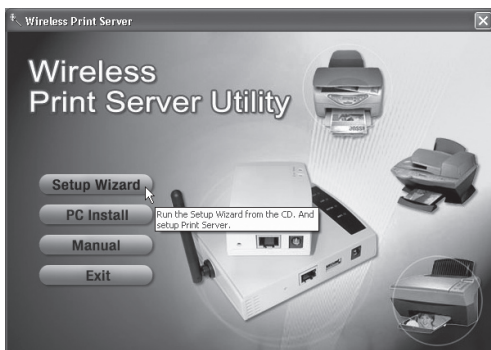 Wireless Print Server
Wireless
Print Server Utility
Setup Wizard
Run the Setup Wizard from the CD. And
setup Print Server.
PC Install
Manual
Exit